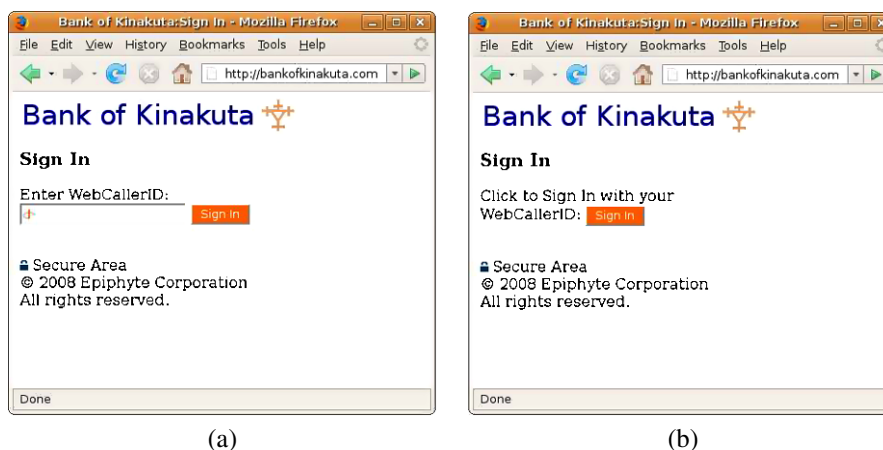 Bank of Kinakuta:Sign In - Mozilla Firefox
File Edit View History Bookmarks Tools Help
http://bankofkinakuta.com
Bank of Kinakuta
Sign In
Enter WebCallerID:
Sign In
Secure Area
© 2008 Epiphyte Corporation
All rights reserved.
Done
(a)
Bank of Kinakuta:Sign In - Mozilla Firefox
File Edit View History Bookmarks Tools Help
http://bankofkinakuta.com
Bank of Kinakuta
Sign In
Click to Sign In with your
WebCallerID: Sign In
Secure Area
© 2008 Epiphyte Corporation
All rights reserved.
Done
(b)